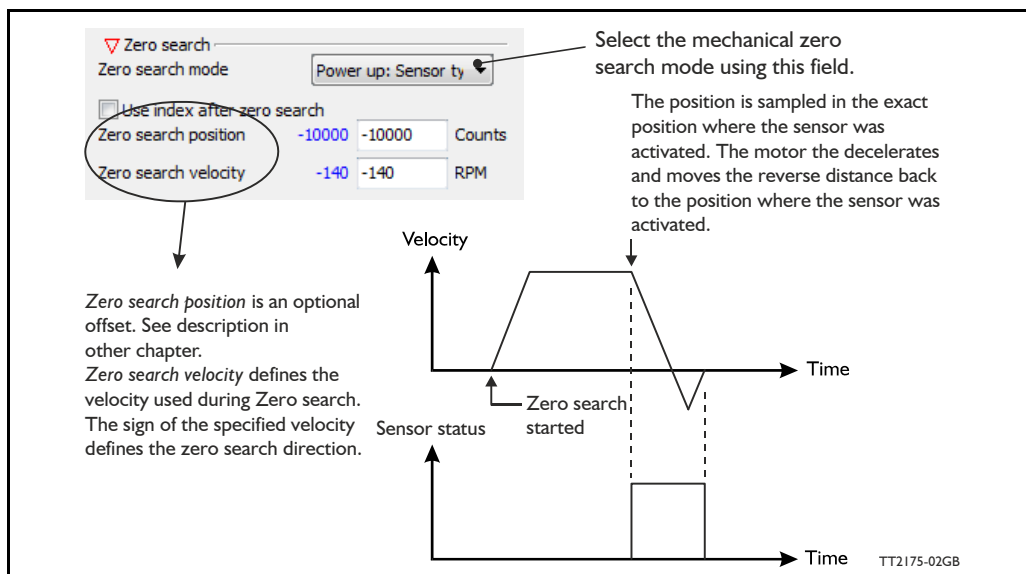 Zero search
Zero search mode
Power up: Sensor ty
Use index after zero search
Zero search position -10000 -10000 Counts
Zero search velocity -140 -140 RPM
Select the mechanical zero
search mode using this field.
The position is sampled in the exact
position where the sensor was
activated. The motor the decelerates
and moves the reverse distance back
to the position where the sensor was
activated.
Zero search position is an optional
offset. See description in
other chapter.
Zero search velocity defines the
velocity used during Zero search.
The sign of the specified velocity
defines the zero search direction.
Velocity
Time
Zero search
started
Sensor status
Time
TT2175-02GB